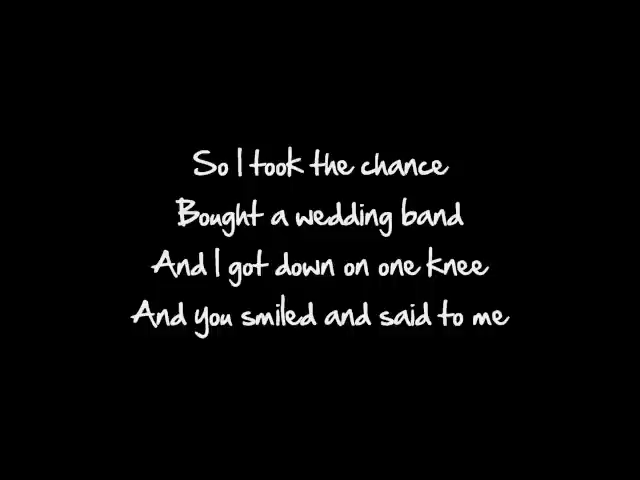 So I took the chance
Bought a wedding band
And I got down on one knee
And you smiled and said to me